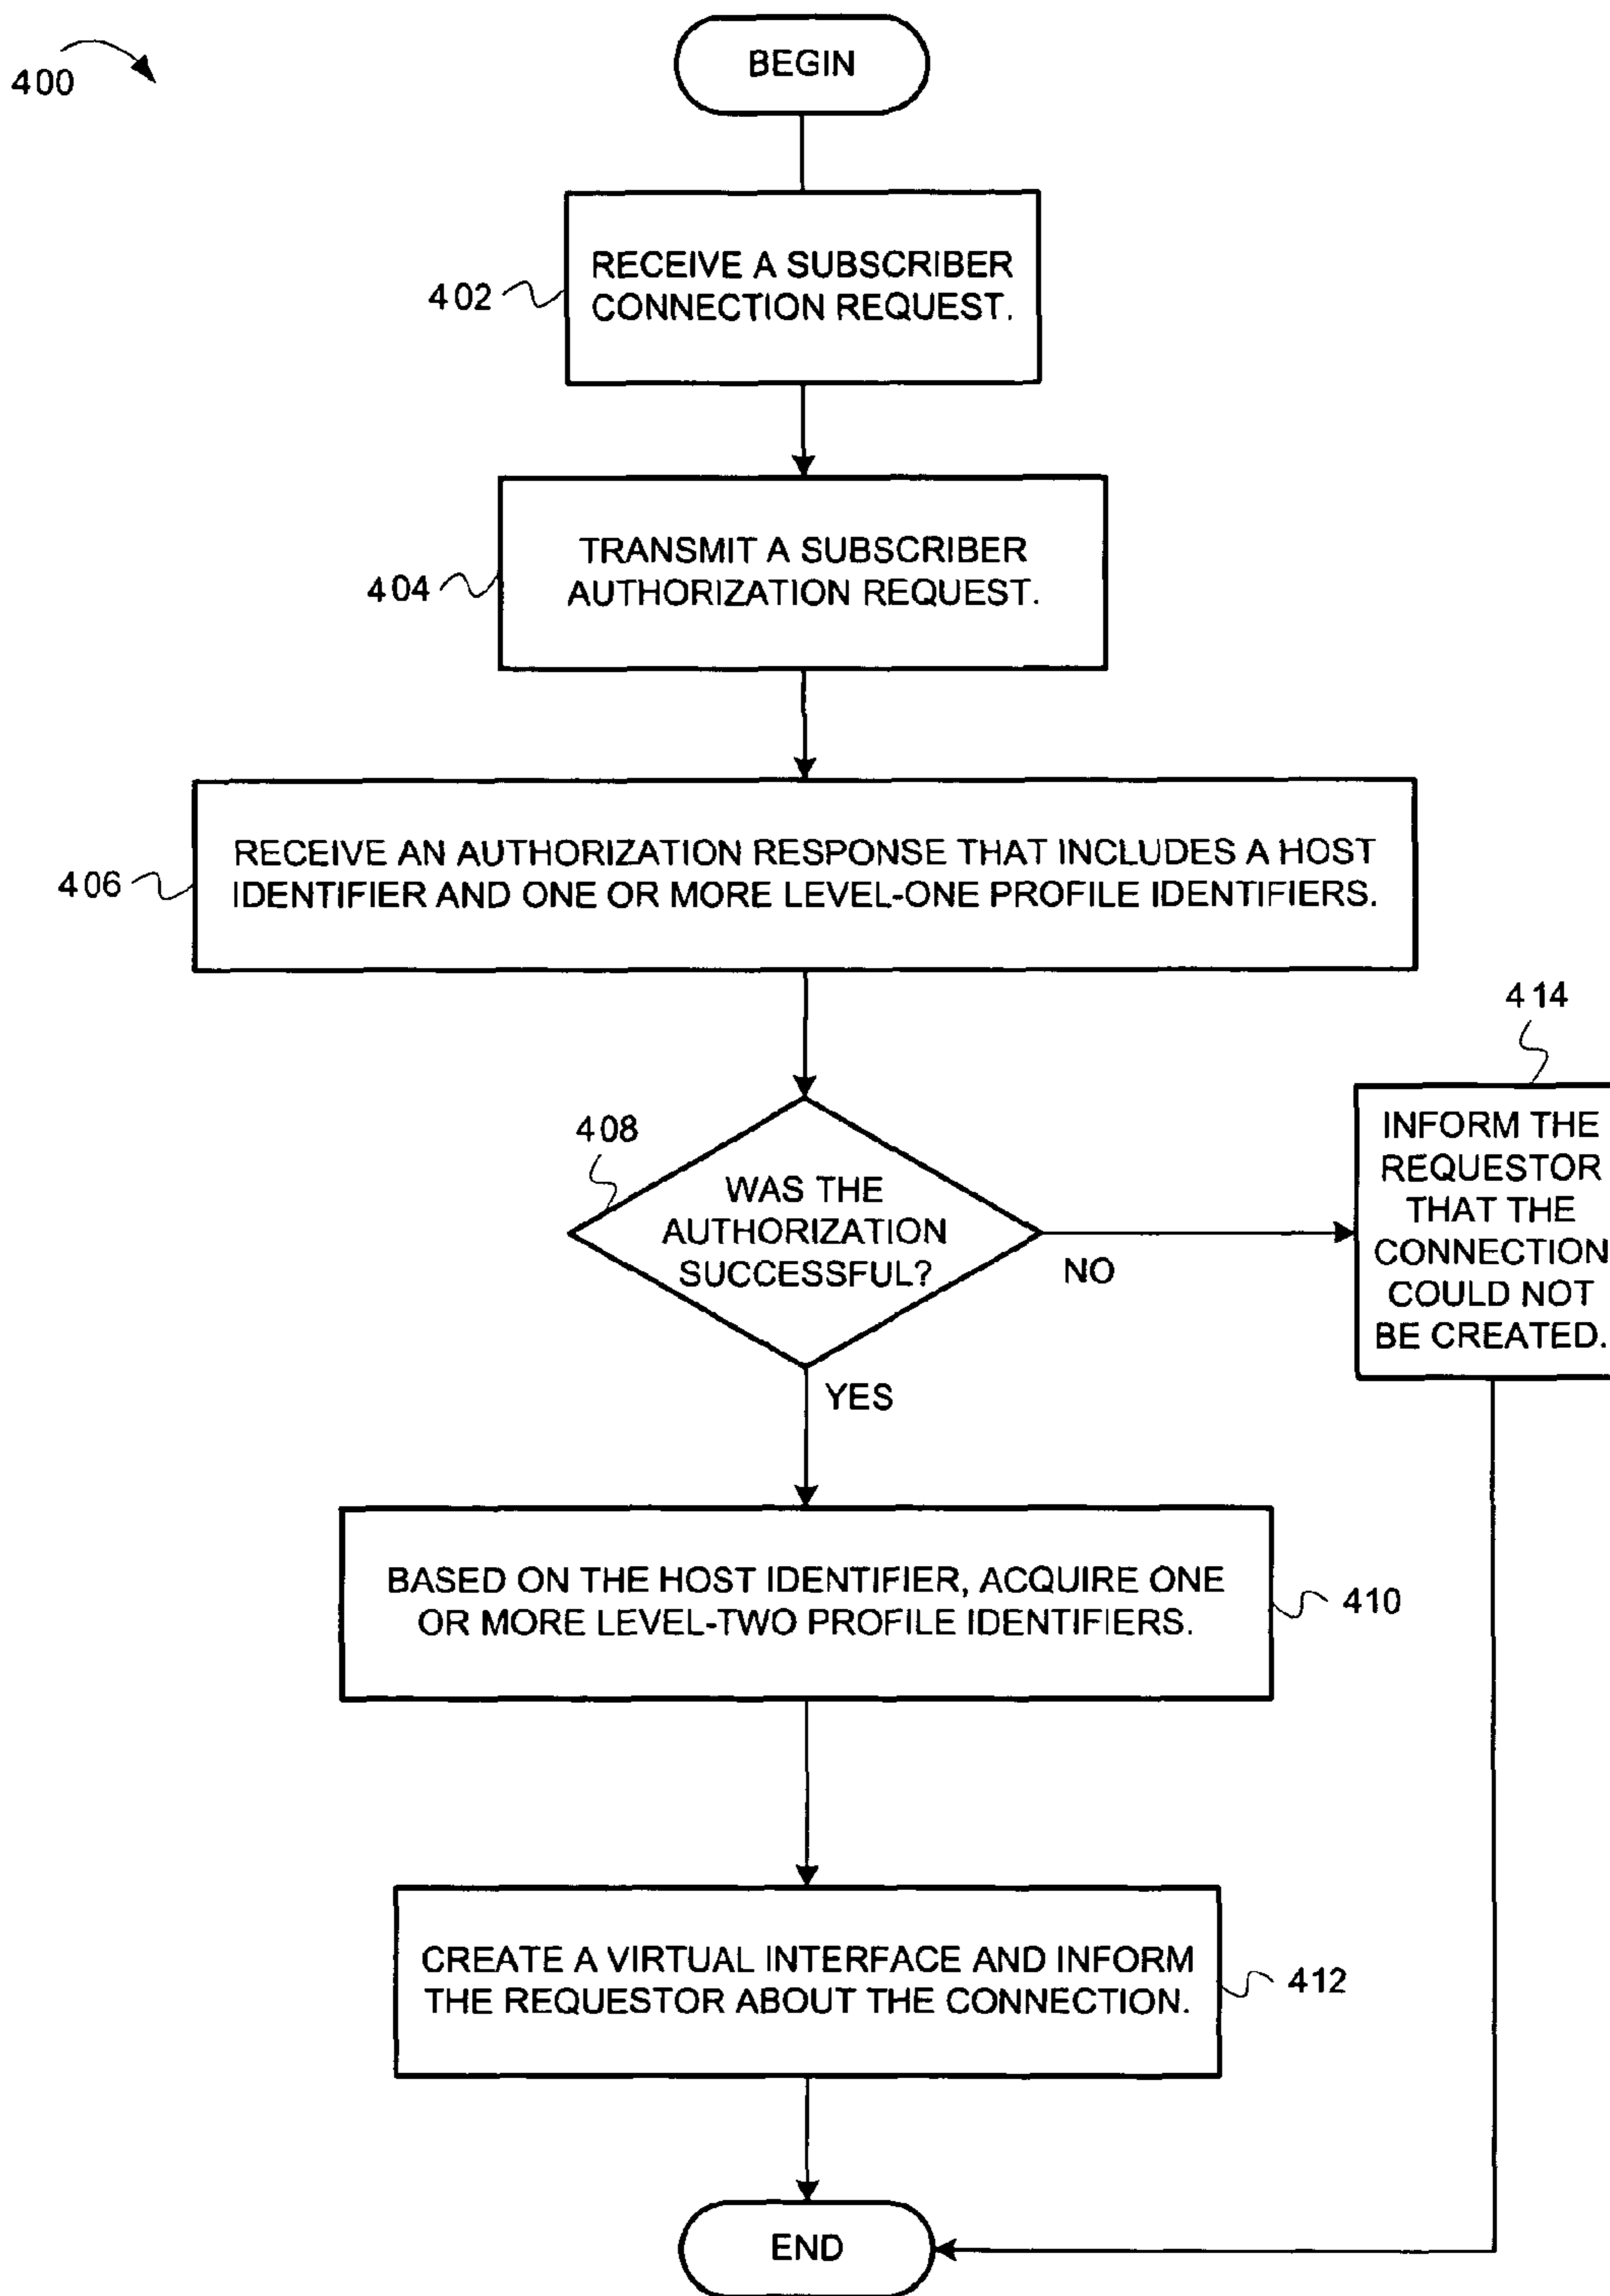 400
BEGIN
402
RECEIVE A SUBSCRIBER
CONNECTION REQUEST.
404
TRANSMIT A SUBSCRIBER
AUTHORIZATION REQUEST.
406
RECEIVE AN AUTHORIZATION RESPONSE THAT INCLUDES A HOST
IDENTIFIER AND ONE OR MORE LEVEL-ONE PROFILE IDENTIFIERS.
408
WAS THE
AUTHORIZATION
SUCCESSFUL?
NO
414
INFORM THE
REQUESTOR
THAT THE
CONNECTION
COULD NOT
BE CREATED.
YES
BASED ON THE HOST IDENTIFIER, ACQUIRE ONE
OR MORE LEVEL-TWO PROFILE IDENTIFIERS.
410
CREATE A VIRTUAL INTERFACE AND INFORM
THE REQUESTOR ABOUT THE CONNECTION.
412
END